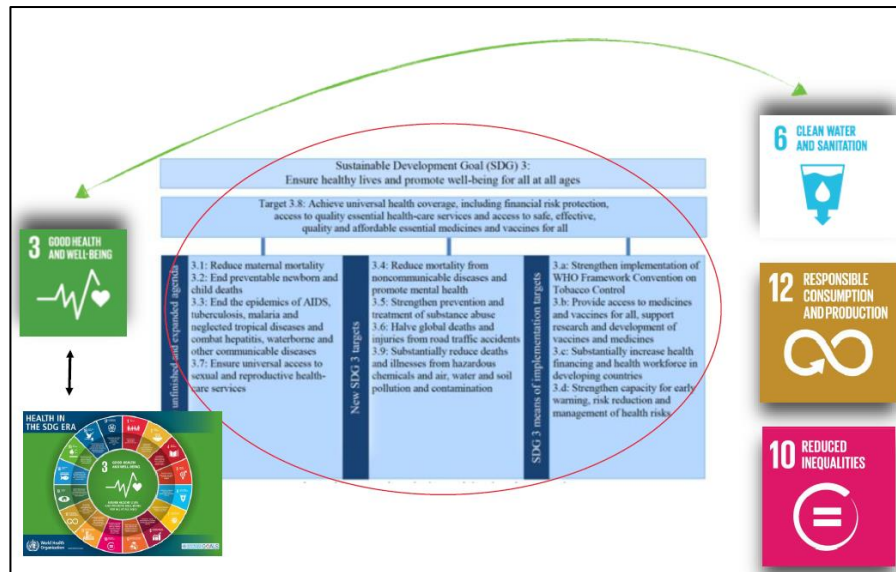 6 CLEAN WATER
AND SANITATION
Sustainable Development Goal (SDG) 3:
Ensure healthy lives and promote well-being for all at all ages
Target 3.8: Achieve universal health coverage, including financial risk protection,
access to quality essential health-care services and access to safe, effective,
quality and affordable essential medicines and vaccines for all
3 GOOD HEALTH
AND WELL-BEING
unfinished and expanded agenda
3.1: Reduce maternal mortality
3.2: End preventable newborn and
child deaths
3.3: End the epidemics of AIDS,
tuberculosis, malaria and
neglected tropical diseases and
combat hepatitis, waterborne and
other communicable diseases
3.7: Ensure universal access to
sexual and reproductive health-
care services
New SDG 3 targets
3.4: Reduce mortality from
noncommunicable diseases and
promote mental health
3.5: Strengthen prevention and
treatment of substance abuse
3.6: Halve global deaths and
injuries from road traffic accidents
3.9: Substantially reduce deaths
and illnesses from hazardous
chemicals and air, water and soil
pollution and contamination
SDG 3 means of implementation targets
3.a: Strengthen implementation of
WHO Framework Convention on
Tobacco Control
3.b: Provide access to medicines
and vaccines for all, support
research and development of
vaccines and medicines
3.c: Substantially increase health
financing and health workforce in
developing countries
3.d: Strengthen capacity for early
warning, risk reduction and
management of health risks
12 RESPONSIBLE
CONSUMPTION
AND PRODUCTION
10 REDUCED
INEQUALITIES
HEALTH IN
THE SDG ERA
3 GOOD HEALTH
AND WELL-BEING
World Health
Organization